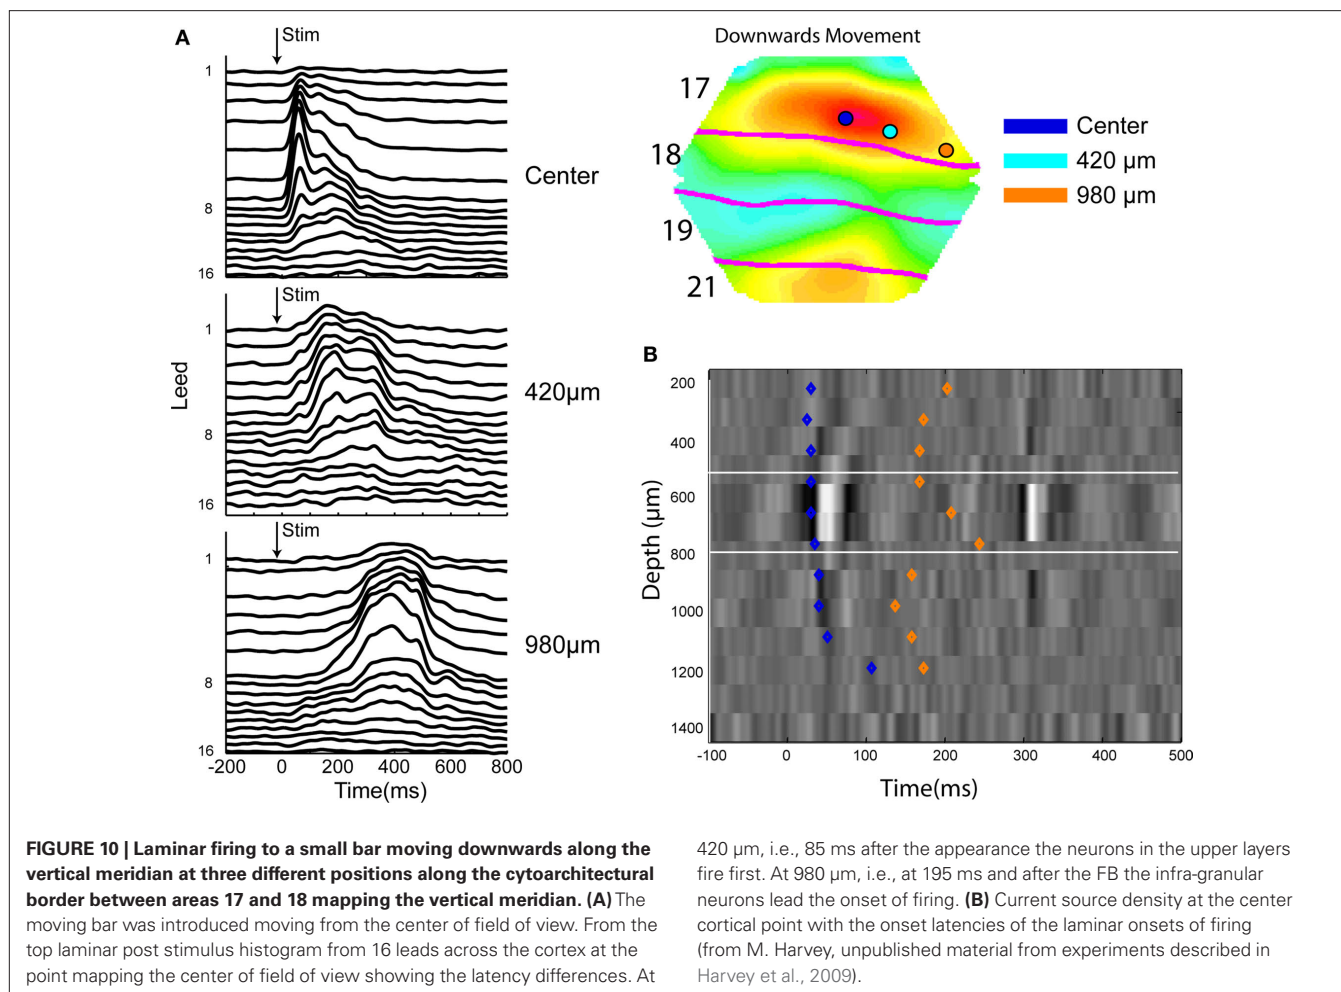 A
Stim
1
8
16
Center
Stim
1
8
16
420µm
Leed
Stim
1
8
16
980µm
-200 0 200 400 600 800
Time(ms)
Downwards Movement
17
18
19
21
Center
420 µm
980 µm
B
200
400
600
800
1000
1200
1400
Depth (µm)
-100 0 100 200 300 400 500
Time(ms)
FIGURE 10 | Laminar firing to a small bar moving downwards along the
vertical meridian at three different positions along the cytoarchitectural
border between areas 17 and 18 mapping the vertical meridian. (A) The
moving bar was introduced moving from the center of field of view. From the
top laminar post stimulus histogram from 16 leads across the cortex at the
point mapping the center of field of view showing the latency differences. At
420 µm, i.e., 85 ms after the appearance the neurons in the upper layers
fire first. At 980 µm, i.e., at 195 ms and after the FB the infra-granular
neurons lead the onset of firing. (B) Current source density at the center
cortical point with the onset latencies of the laminar onsets of firing
(from M. Harvey, unpublished material from experiments described in
Harvey et al., 2009).